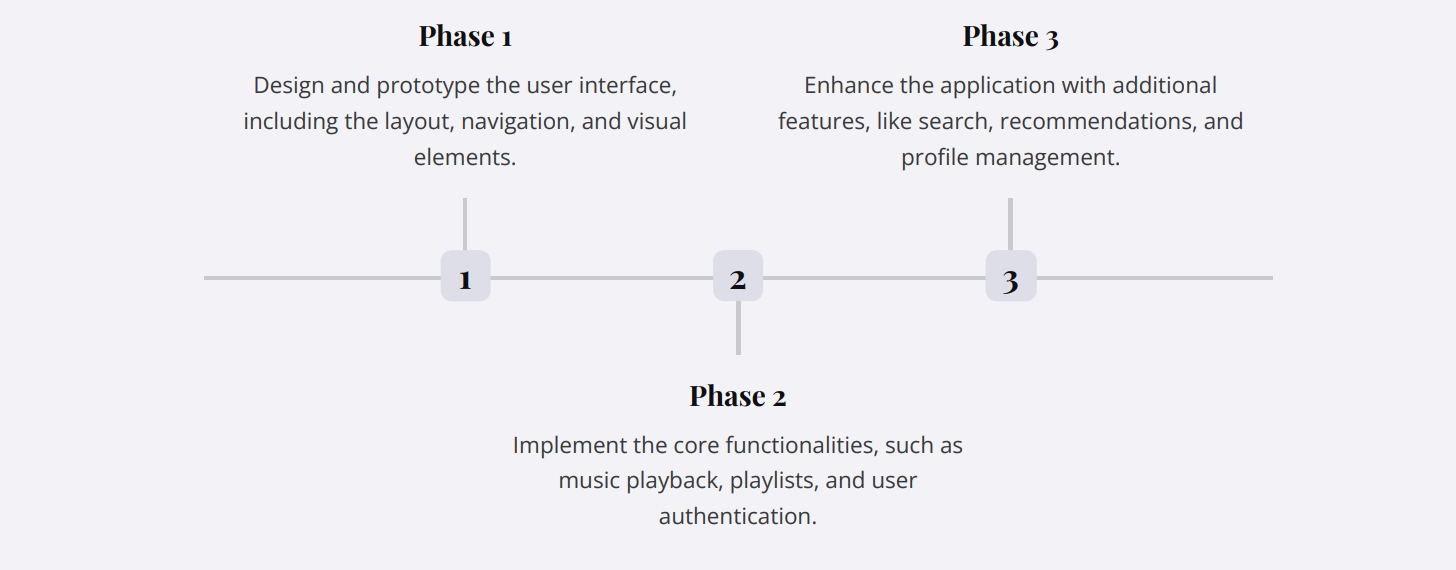 Phase 1
Design and prototype the user interface,
including the layout, navigation, and visual
elements.
Phase 3
Enhance the application with additional
features, like search, recommendations, and
profile management.
1
2
3
Phase 2
Implement the core functionalities, such as
music playback, playlists, and user
authentication.